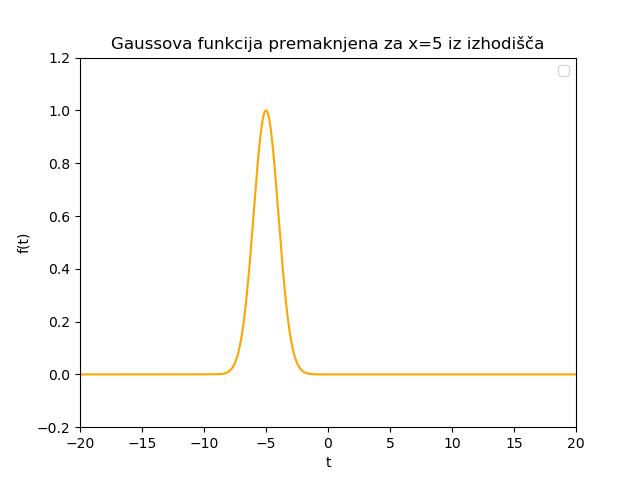 Gaussova funkcija premaknjena za x=5 iz izhodišča
1.2
1.0
0.8
0.6
0.4
0.2
0.0
−0.2
f(t)
−20 −15 −10 −5 0 5 10 15 20
t